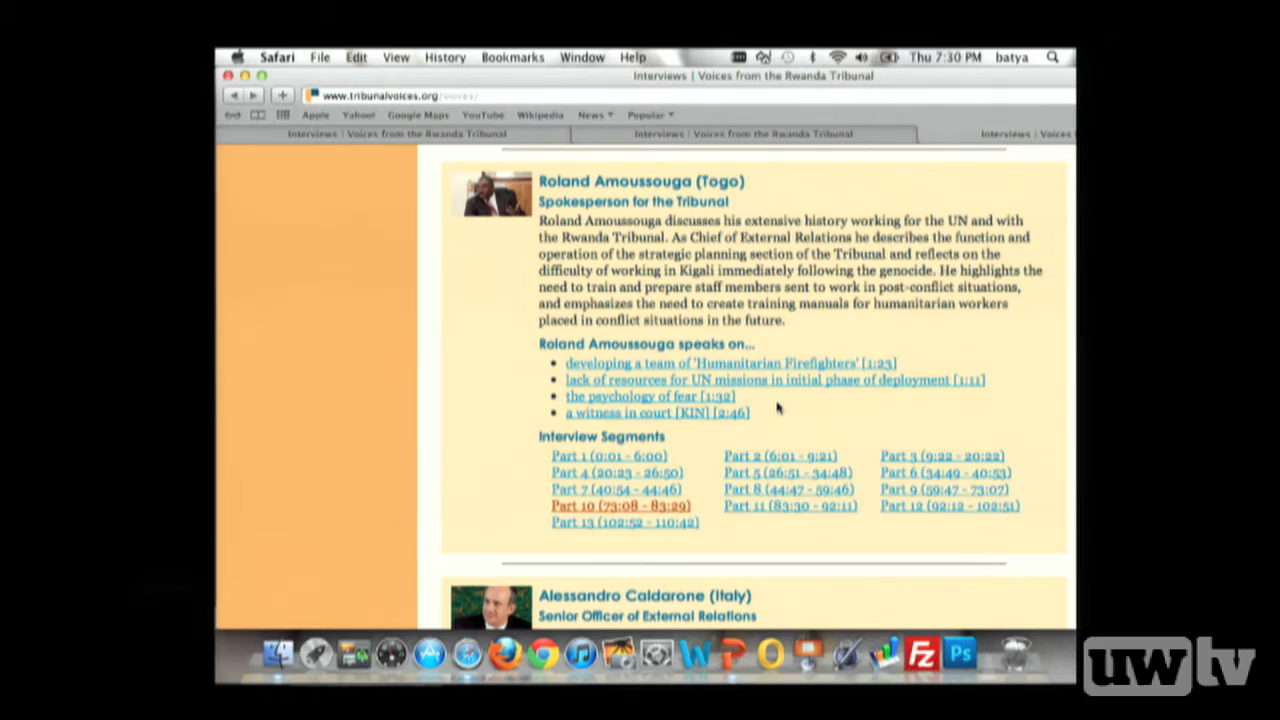 Safari File Edit View History Bookmarks Window Help Thu 7:30 PM batya
Interviews | Voices from the Rwanda Tribunal
www.tribunalvoices.org/voices/
Apple Yahoo! Google Maps YouTube Wikipedia News Popular
Interviews | Voices from the Rwanda Tribunal Interviews | Voices from the Rwanda Tribunal Interviews | Voices
Roland Amoussouga (Togo)
Spokesperson for the Tribunal
Roland Amoussouga discusses his extensive history working for the UN and with
the Rwanda Tribunal. As Chief of External Relations he describes the function and
operation of the strategic planning section of the Tribunal and reflects on the
difficulty of working in Kigali immediately following the genocide. He highlights the
need to train and prepare staff members sent to work in post-conflict situations,
and emphasizes the need to create training manuals for humanitarian workers
placed in conflict situations in the future.
Roland Amoussouga speaks on...
developing a team of 'Humanitarian Firefighters' [1:23]
lack of resources for UN missions in initial phase of deployment [1:11]
the psychology of fear [1:32]
a witness in court [KIN] [2:46]
Interview Segments
Part 1 (0:01 - 6:00) Part 2 (6:01 - 9:21) Part 3 (9:22 - 20:22)
Part 4 (20:23 - 26:50) Part 5 (26:51 - 34:48) Part 6 (34:49 - 40:53)
Part 7 (40:54 - 44:46) Part 8 (44:47 - 59:46) Part 9 (59:47 - 73:07)
Part 10 (73:08 - 83:29) Part 11 (83:30 - 92:11) Part 12 (92:12 - 102:51)
Part 13 (102:52 - 110:42)
Alessandro Caldarone (Italy)
Senior Officer of External Relations
W P O Fz Ps
uwtv